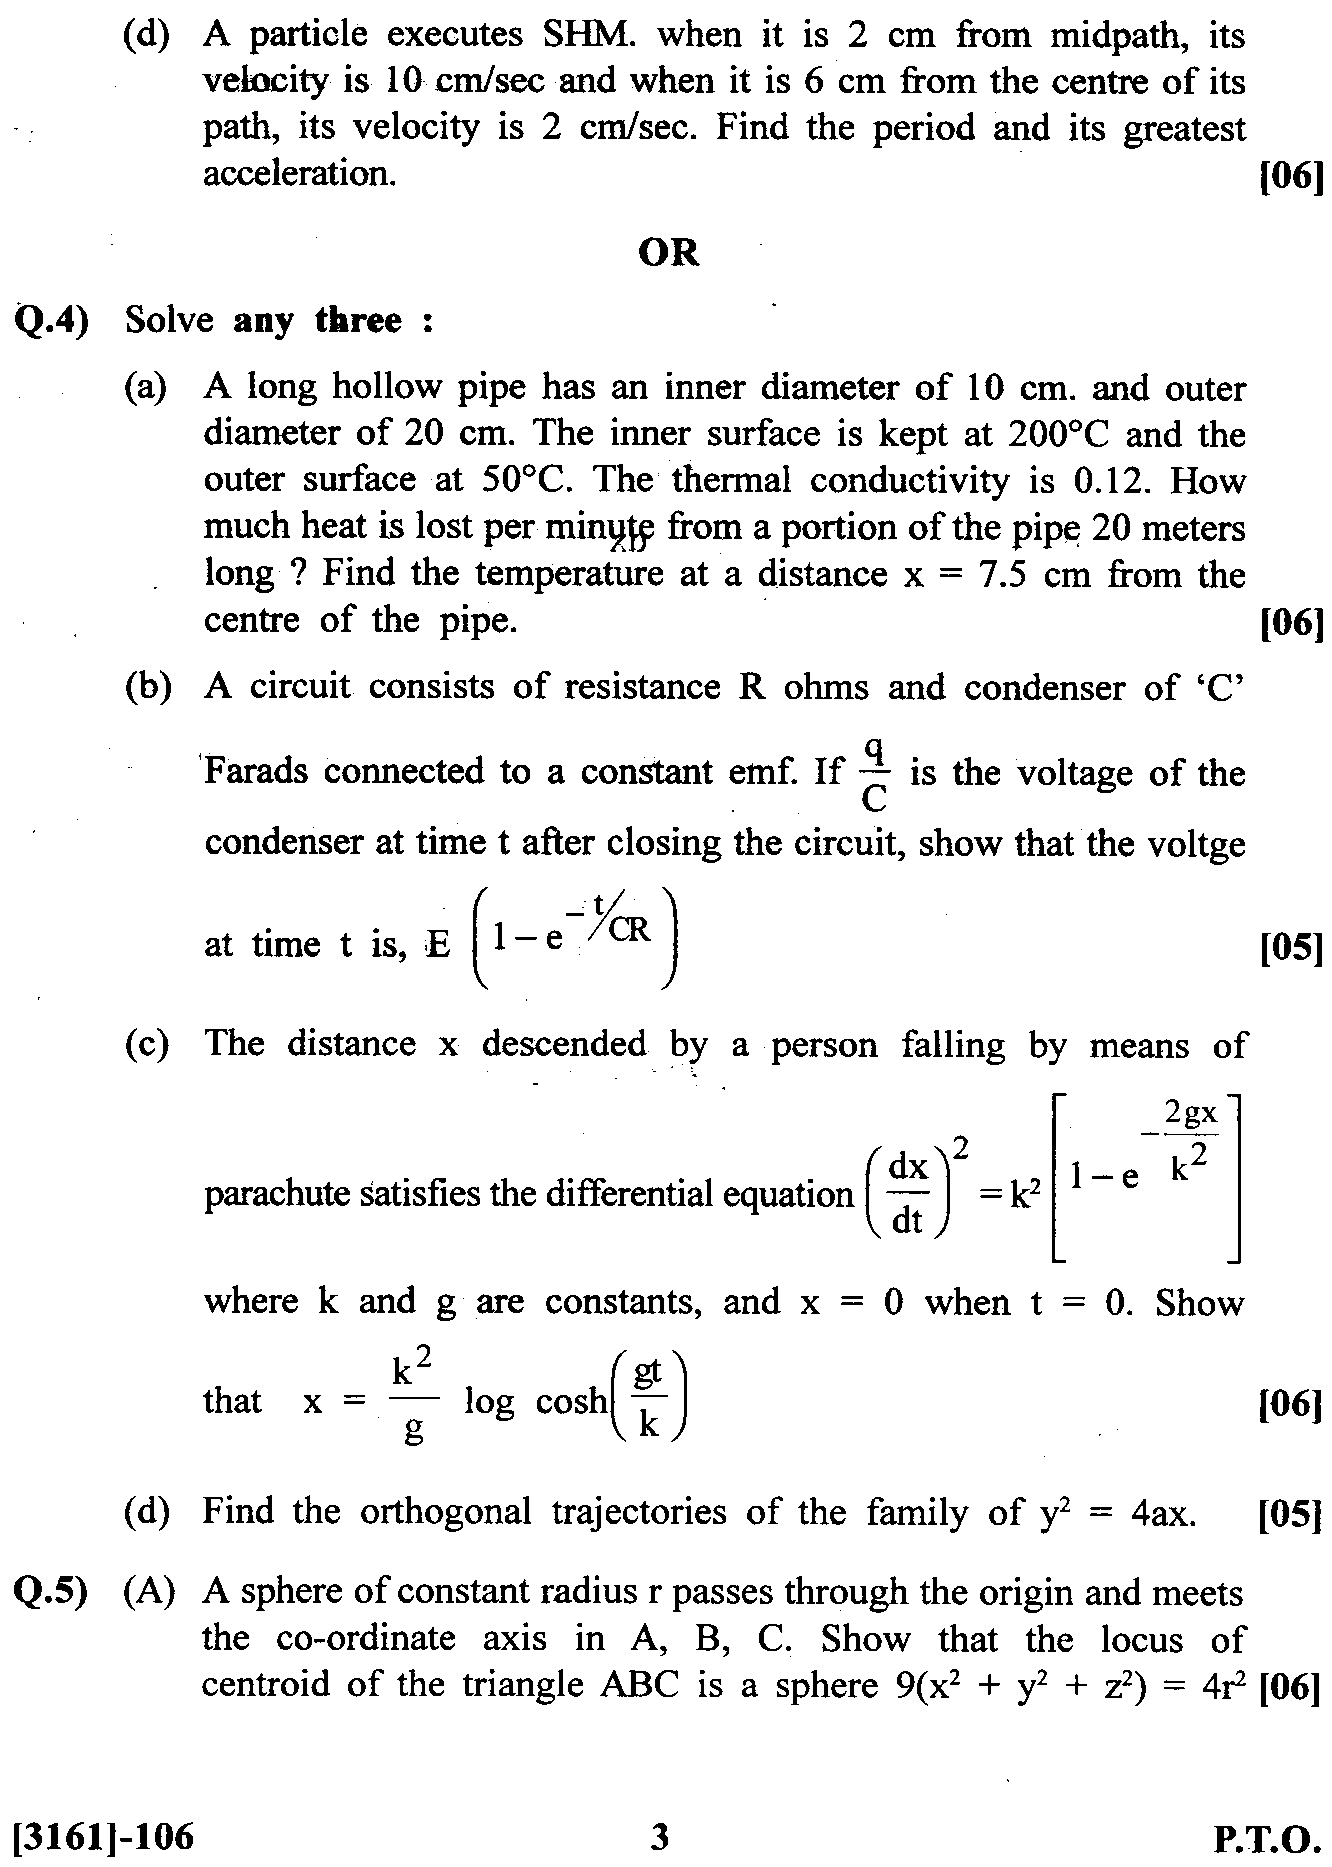 (d) A particle executes SHM. when it is 2 cm from midpath, its
velocity is 10 cm/sec and when it is 6 cm from the centre of its
path, its velocity is 2 cm/sec. Find the period and its greatest
acceleration. [06]
OR
Q.4) Solve any three :
(a) A long hollow pipe has an inner diameter of 10 cm. and outer
diameter of 20 cm. The inner surface is kept at 200°C and the
outer surface at 50°C. The thermal conductivity is 0.12. How
much heat is lost per minute from a portion of the pipe 20 meters
long ? Find the temperature at a distance x = 7.5 cm from the
centre of the pipe. [06]
(b) A circuit consists of resistance R ohms and condenser of ‘C’
Farads connected to a constant emf. If q/C is the voltage of the
condenser at time t after closing the circuit, show that the voltge
at time t is, E (1 – e^(–t/CR)) [05]
(c) The distance x descended by a person falling by means of
parachute satisfies the differential equation (dx/dt)² = k² [1 – e^(–2gx/k²)]
where k and g are constants, and x = 0 when t = 0. Show
that x = k²/g log cosh(gt/k) [06]
(d) Find the orthogonal trajectories of the family of y² = 4ax. [05]
Q.5) (A) A sphere of constant radius r passes through the origin and meets
the co-ordinate axis in A, B, C. Show that the locus of
centroid of the triangle ABC is a sphere 9(x² + y² + z²) = 4r² [06]
[3161]-106 3 P.T.O.